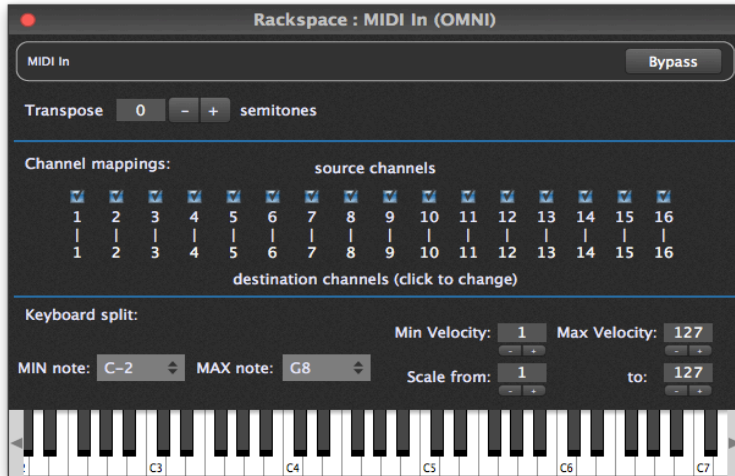 Rackspace : MIDI In (OMNI)
MIDI In Bypass
Transpose 0 - + semitones
Channel mappings: source channels
1 2 3 4 5 6 7 8 9 10 11 12 13 14 15 16
1 2 3 4 5 6 7 8 9 10 11 12 13 14 15 16
destination channels (click to change)
Keyboard split:
Min Velocity: 1 Max Velocity: 127
- + - +
MIN note: C-2 MAX note: G8 Scale from: 1 to: 127
- + - +
C3 C4 C5 C6 C7